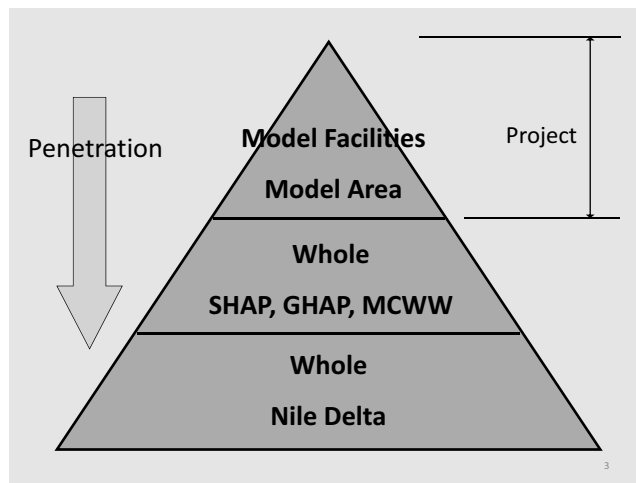 Model Facilities
Penetration
Project
Model Area
Whole
SHAP, GHAP, MCWW
Whole
Nile Delta
3